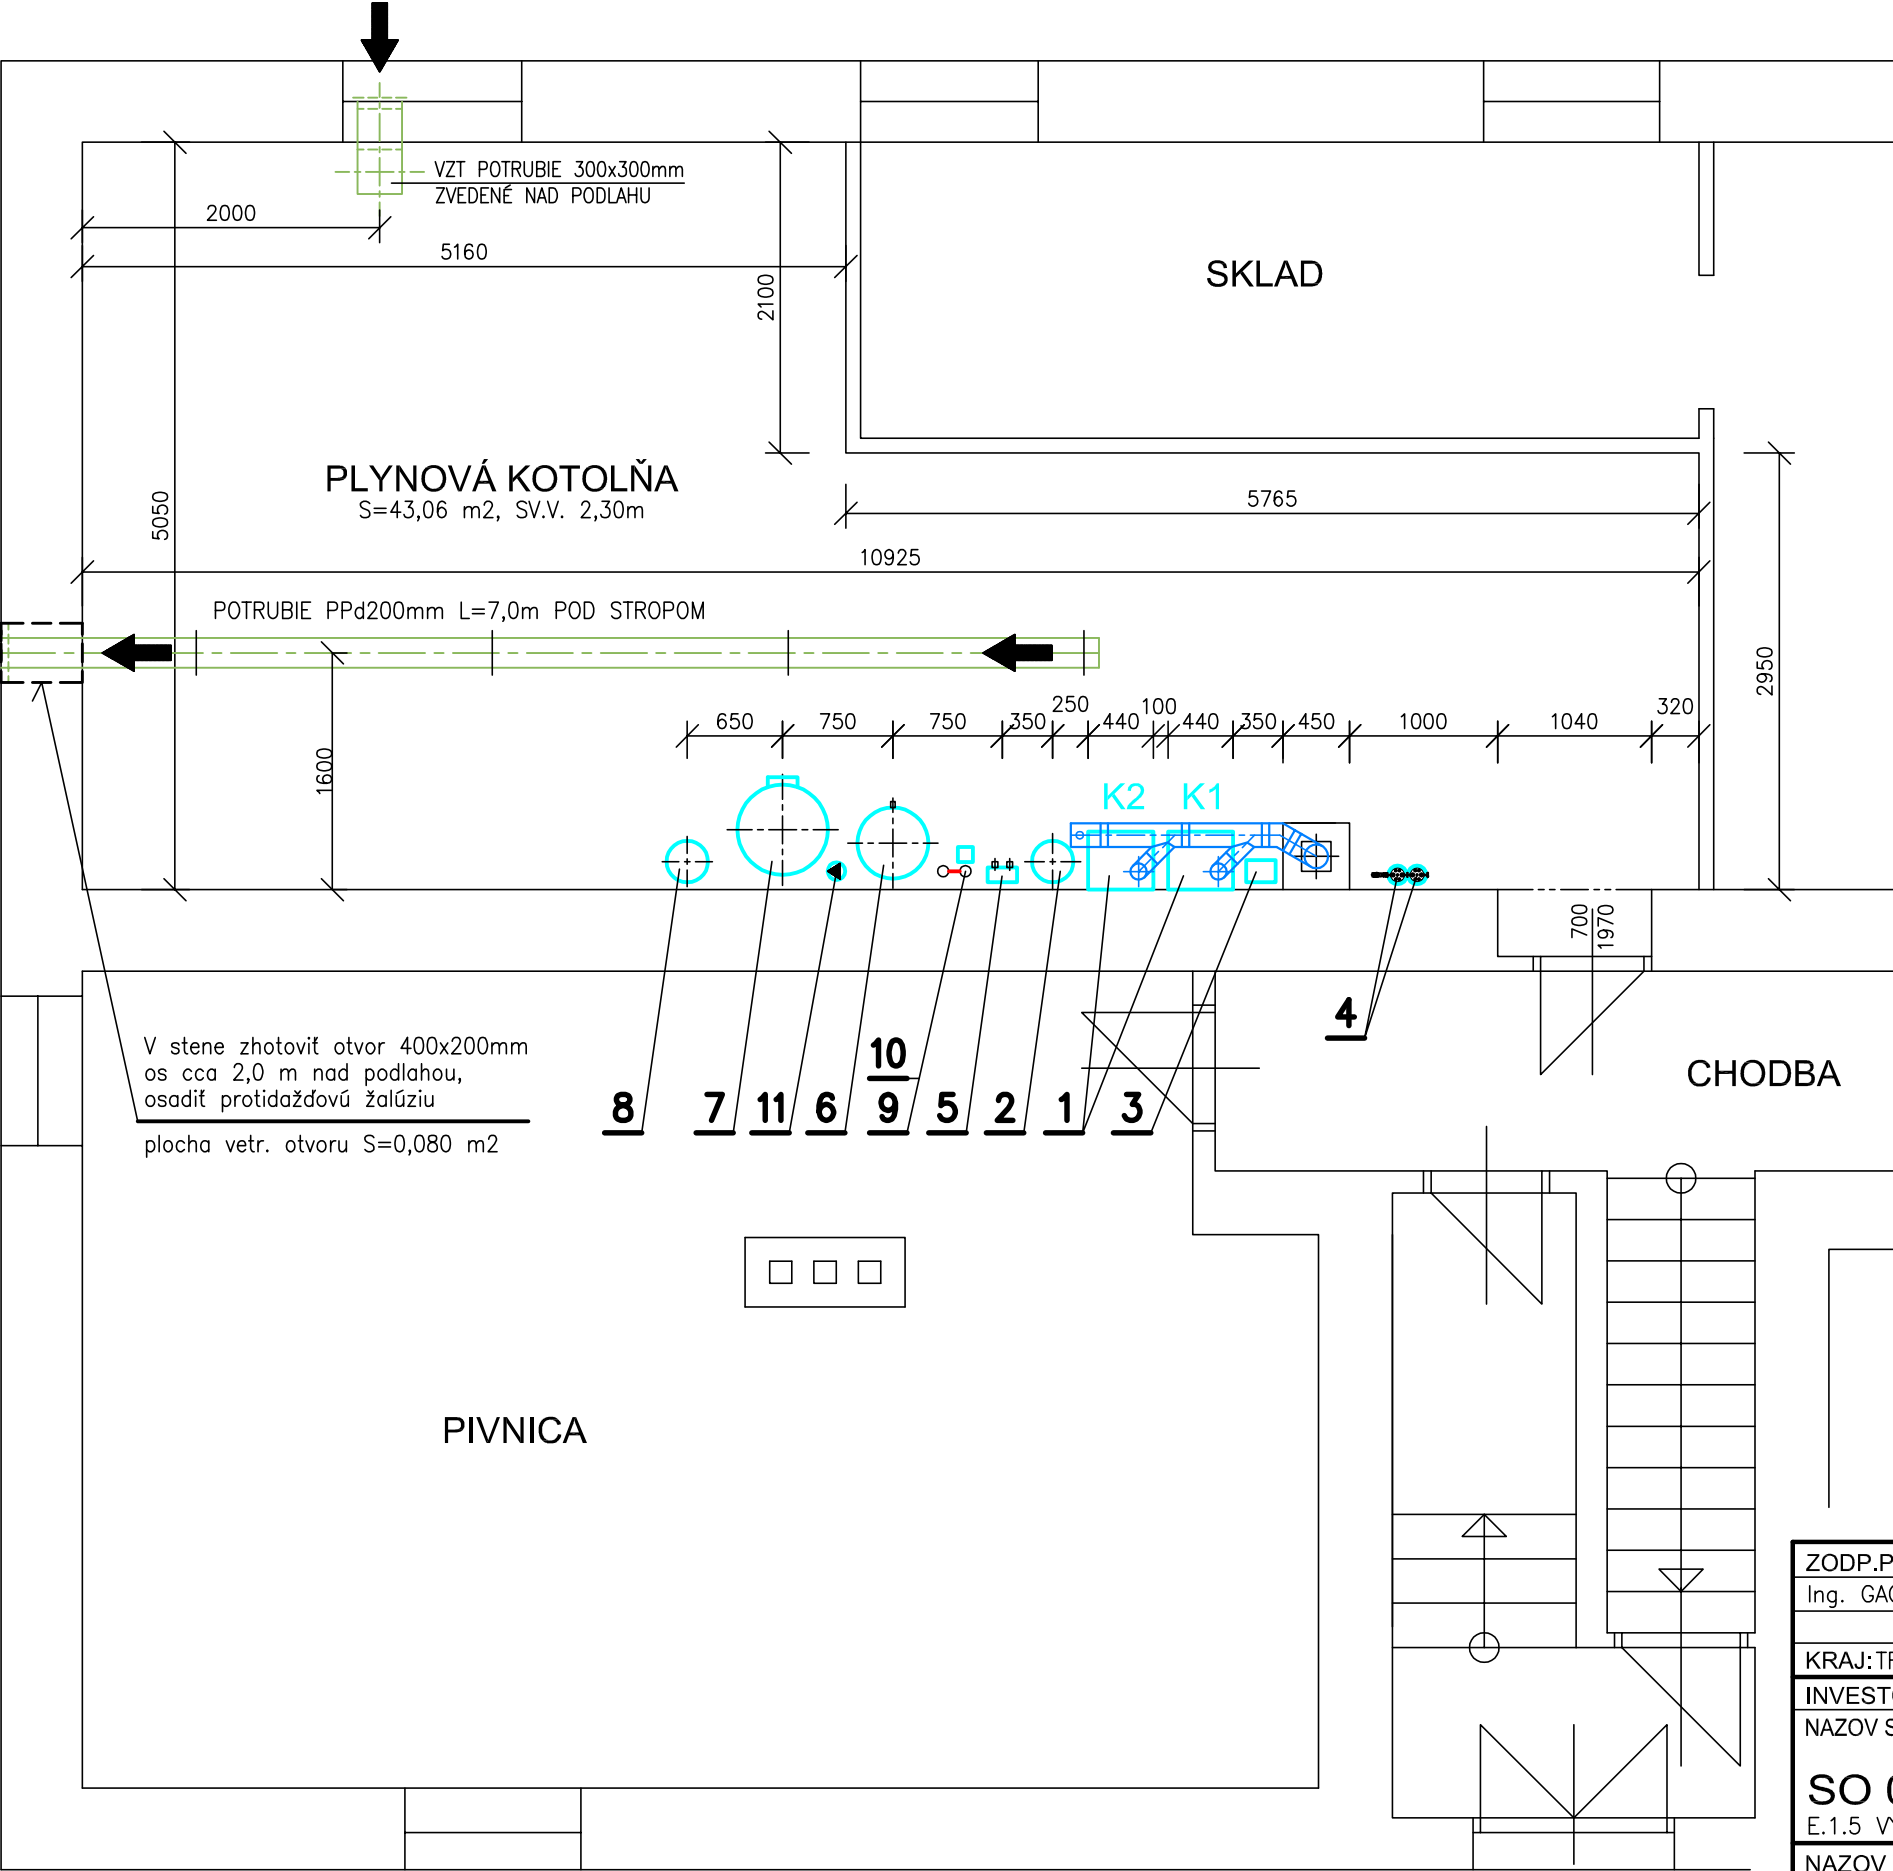 VZT POTRUBIE 300x300mm
ZVEDENÉ NAD PODLAHU
2000
5160
2100
SKLAD
PLYNOVÁ KOTOLŇA
S=43,06 m2, SV.V. 2,30m
5050
5765
10925
POTRUBIE PPd200mm L=7,0m POD STROPOM
1600
2950
650
750
750
350
250
440
100
440
350
450
1000
1040
320
K2
K1
700
1970
4
10
8
7
11
6
9
5
2
1
3
CHODBA
V stene zhotoviť otvor 400x200mm
os cca 2,0 m nad podlahou,
osadiť protidažďovú žalúziu
plocha vetr. otvoru S=0,080 m2
PIVNICA
ZODP.P
Ing. GA
KRAJ:
INVEST
NAZOV S
SO
E.1.5
NAZOV